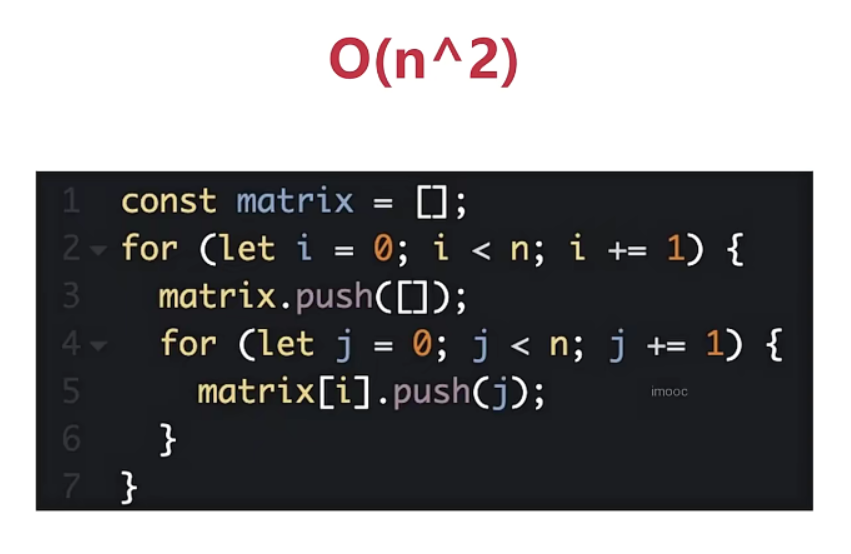 O(n^2)
1 const matrix = [];
2 for (let i = 0; i < n; i += 1) {
3 matrix.push([]);
4 for (let j = 0; j < n; j += 1) {
5 matrix[i].push(j);
imooc
6 }
7 }